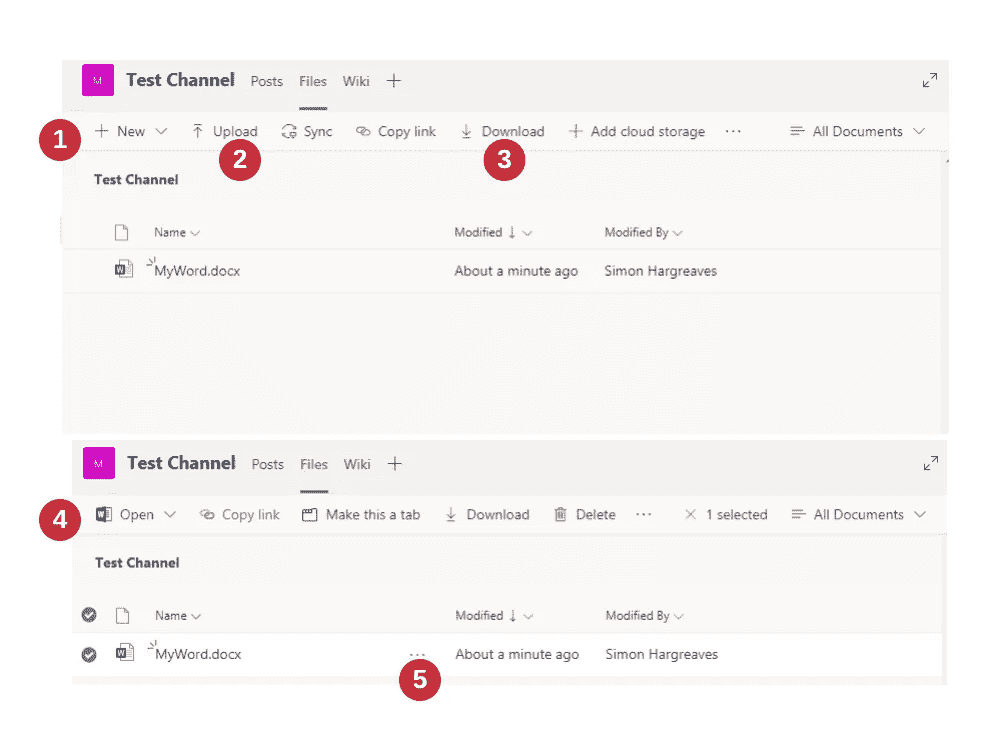 M Test Channel Posts Files Wiki
1 New Upload Sync Copy link Download Add cloud storage ... All Documents
2 3
Test Channel
Name Modified Modified By
MyWord.docx About a minute ago Simon Hargreaves
M Test Channel Posts Files Wiki
4 Open Copy link Make this a tab Download Delete ... 1 selected All Documents
Test Channel
Name Modified Modified By
MyWord.docx ... About a minute ago Simon Hargreaves
5